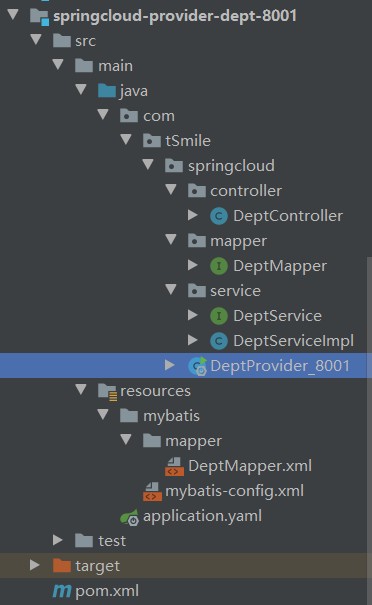 springcloud-provider-dept-8001
src
main
java
com
tSmile
springcloud
controller
DeptController
mapper
DeptMapper
service
DeptService
DeptServiceImpl
DeptProvider_8001
resources
mybatis
mapper
DeptMapper.xml
mybatis-config.xml
application.yaml
test
target
pom.xml